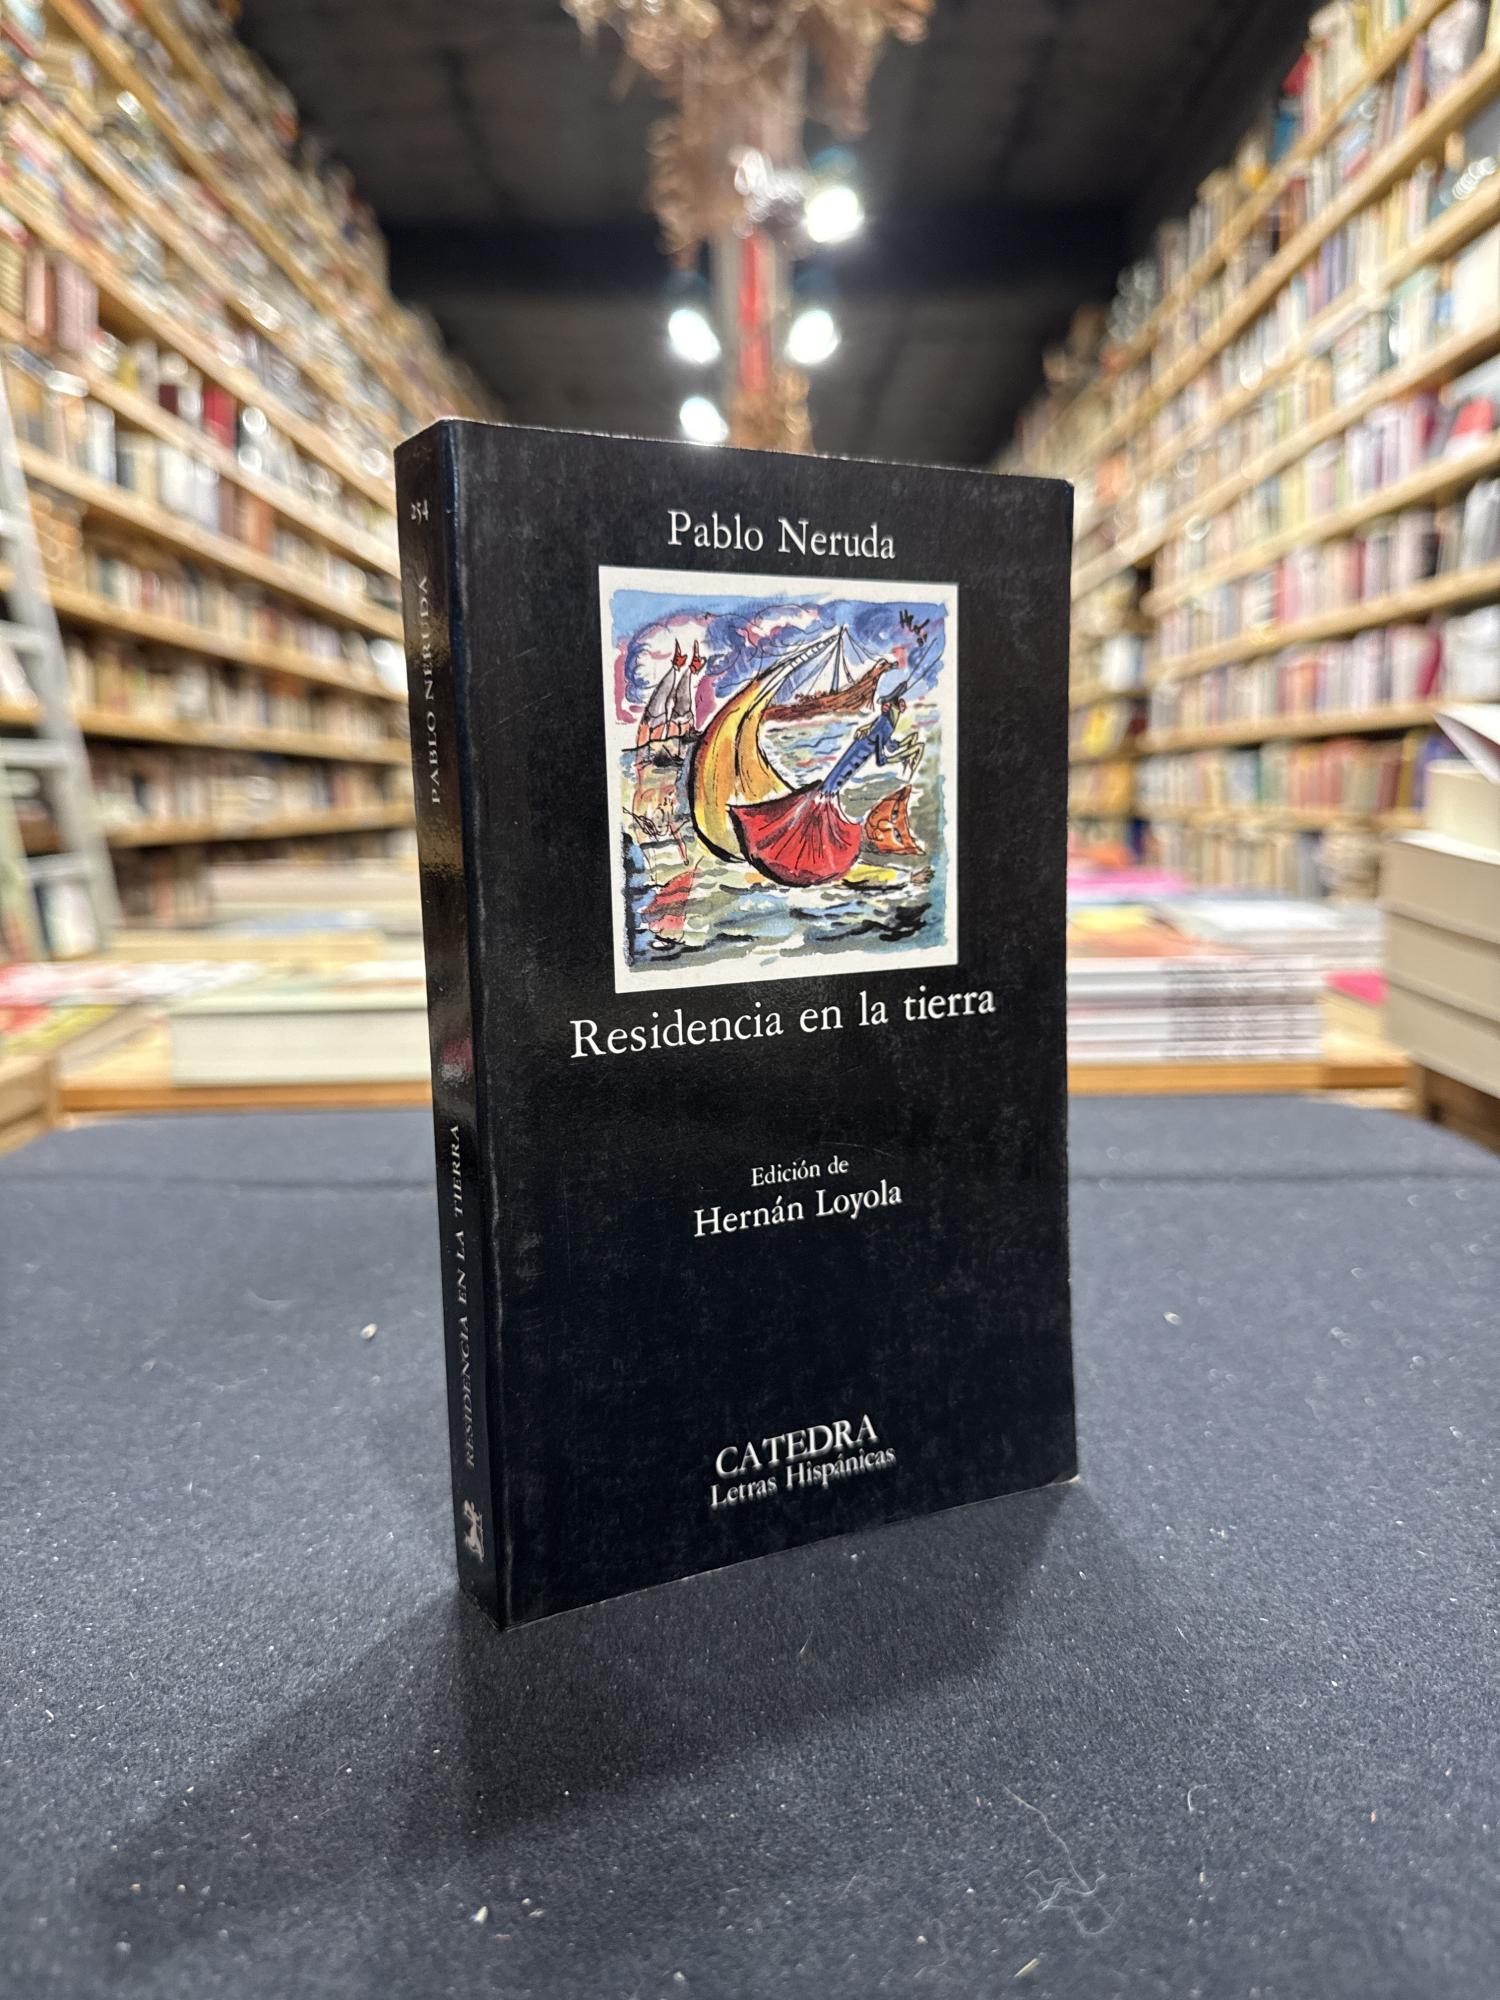 Pablo Neruda
Residencia en la tierra
Edición de
Hernán Loyola
CATEDRA
Letras Hispánicas
254
PABLO NERUDA
RESIDENCIA EN LA TIERRA